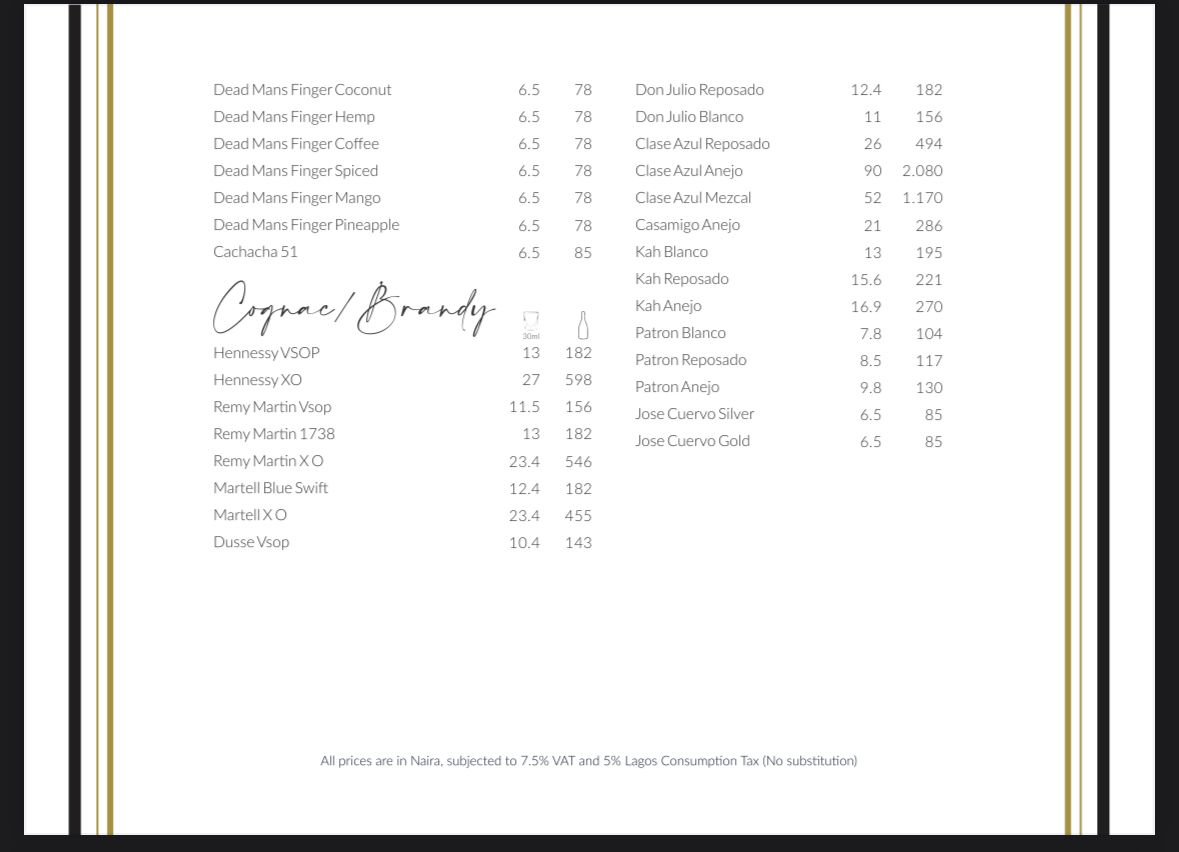 Dead Mans Finger Coconut 6.5 78
Dead Mans Finger Hemp 6.5 78
Dead Mans Finger Coffee 6.5 78
Dead Mans Finger Spiced 6.5 78
Dead Mans Finger Mango 6.5 78
Dead Mans Finger Pineapple 6.5 78
Cachacha 51 6.5 85
Cognac/ Brandy
30ml
Hennessy VSOP 13 182
Hennessy XO 27 598
Remy Martin Vsop 11.5 156
Remy Martin 1738 13 182
Remy Martin X O 23.4 546
Martell Blue Swift 12.4 182
Martell X O 23.4 455
Dusse Vsop 10.4 143
Don Julio Reposado 12.4 182
Don Julio Blanco 11 156
Clase Azul Reposado 26 494
Clase Azul Anejo 90 2.080
Clase Azul Mezcal 52 1.170
Casamigo Anejo 21 286
Kah Blanco 13 195
Kah Reposado 15.6 221
Kah Anejo 16.9 270
Patron Blanco 7.8 104
Patron Reposado 8.5 117
Patron Anejo 9.8 130
Jose Cuervo Silver 6.5 85
Jose Cuervo Gold 6.5 85
All prices are in Naira, subjected to 7.5% VAT and 5% Lagos Consumption Tax (No substitution)